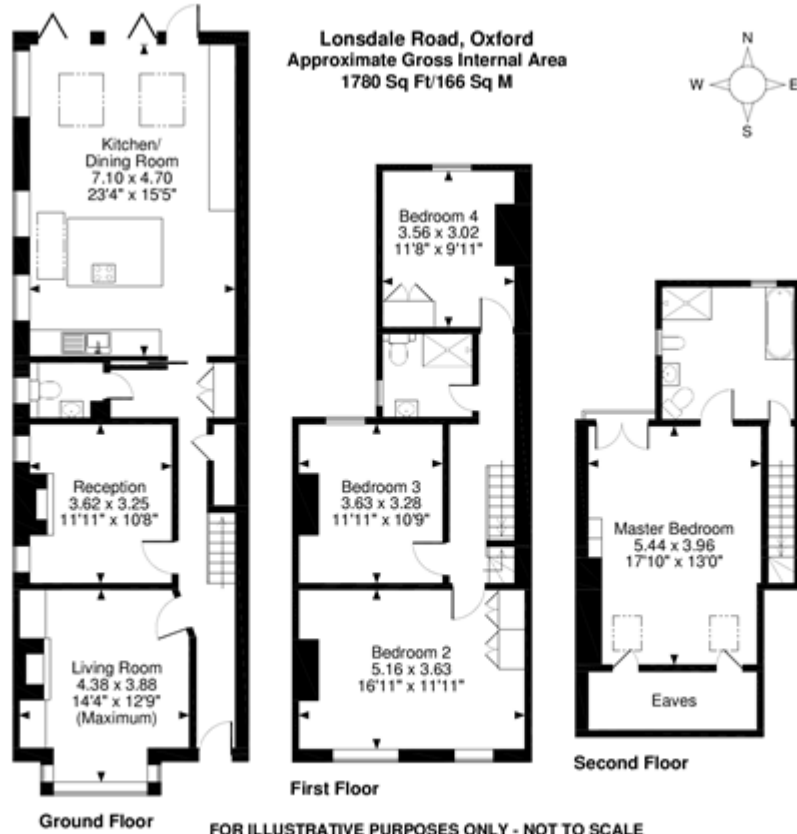 Lonsdale Road, Oxford
Approximate Gross Internal Area
1780 Sq Ft/166 Sq M
N
W
E
S
Kitchen/
Dining Room
7.10 x 4.70
23'4" x 15'5"
Reception
3.62 x 3.25
11'11" x 10'8"
Living Room
4.38 x 3.88
14'4" x 12'9"
(Maximum)
Ground Floor
Bedroom 4
3.56 x 3.02
11'8" x 9'11"
Bedroom 3
3.63 x 3.28
11'11" x 10'9"
Bedroom 2
5.16 x 3.63
16'11" x 11'11"
First Floor
Master Bedroom
5.44 x 3.96
17'10" x 13'0"
Eaves
Second Floor
FOR ILLUSTRATIVE PURPOSES ONLY - NOT TO SCALE